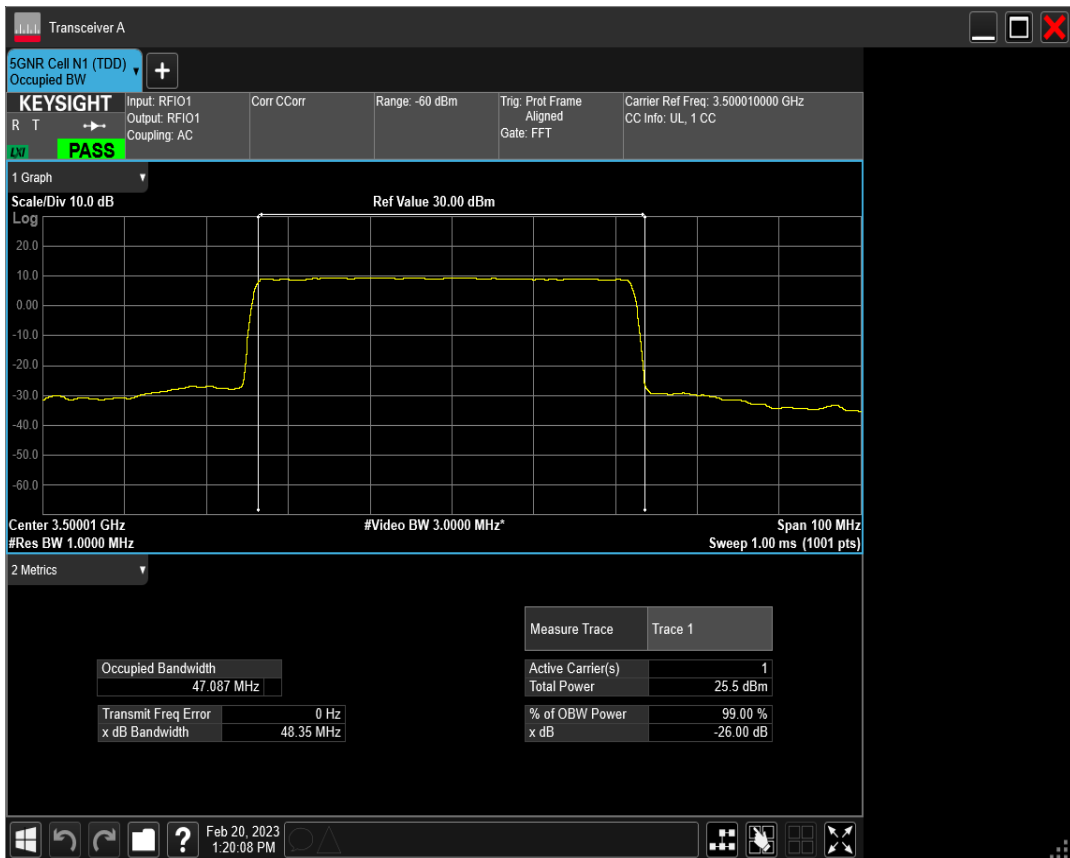 Transceiver A
5GNR Cell N1 (TDD)
Occupied BW
KEYSIGHT
R T
LXI
PASS
Input: RFIO1
Output: RFIO1
Coupling: AC
Corr CCorr
Range: -60 dBm
Trig: Prot Frame
Aligned
Gate: FFT
Carrier Ref Freq: 3.500010000 GHz
CC Info: UL, 1 CC
1 Graph
Scale/Div 10.0 dB
Ref Value 30.00 dBm
Log
20.0
10.0
0.00
-10.0
-20.0
-30.0
-40.0
-50.0
-60.0
Center 3.50001 GHz
#Video BW 3.0000 MHz*
Span 100 MHz
#Res BW 1.0000 MHz
Sweep 1.00 ms (1001 pts)
2 Metrics
Measure Trace Trace 1
Occupied Bandwidth
47.087 MHz
Active Carrier(s) 1
Total Power 25.5 dBm
Transmit Freq Error 0 Hz
x dB Bandwidth 48.35 MHz
% of OBW Power 99.00 %
x dB -26.00 dB
?
Feb 20, 2023
1:20:08 PM